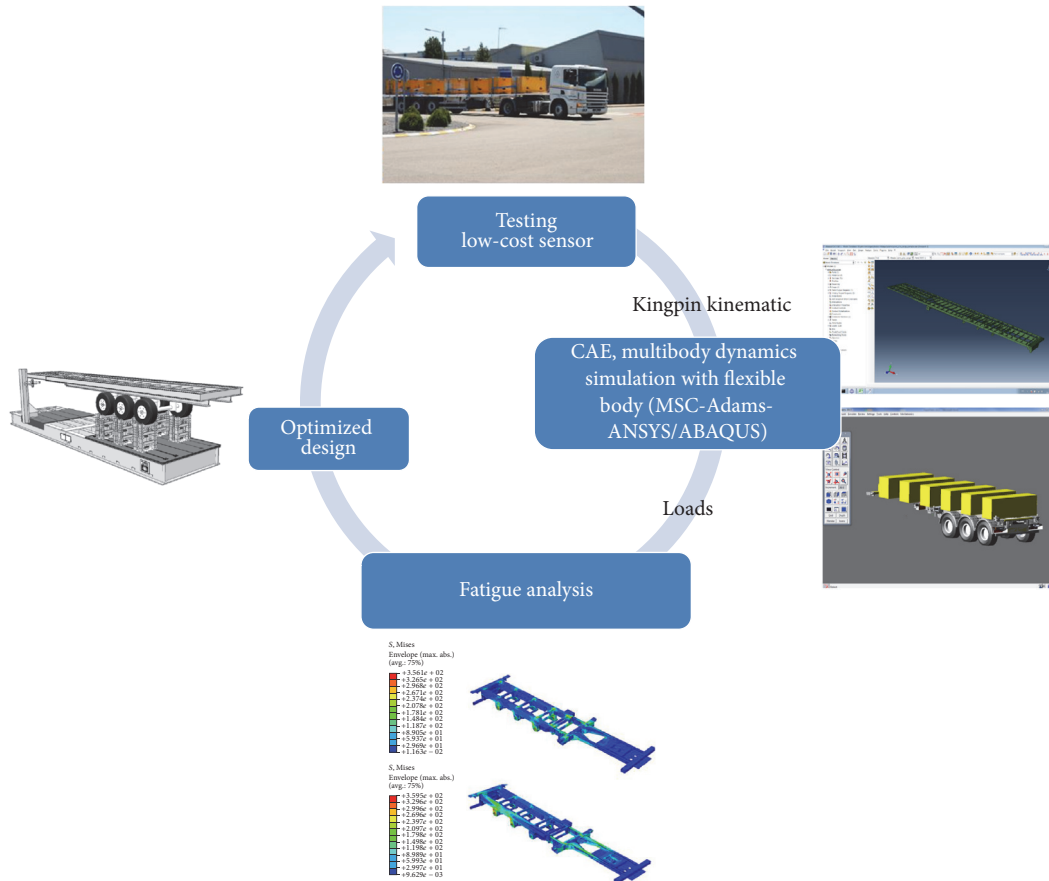 Testing
low-cost sensor
Kingpin kinematic
CAE, multibody dynamics
simulation with flexible
body (MSC-Adams-
ANSYS/ABAQUS)
Optimized
design
Loads
Fatigue analysis
S, Mises
Envelope (max. abs.)
(avg.: 75%)
+3.561e + 02
+3.265e + 02
+2.968e + 02
+2.671e + 02
+2.374e + 02
+2.078e + 02
+1.781e + 02
+1.484e + 02
+1.187e + 02
+8.905e + 01
+5.937e + 01
+2.969e + 01
+1.163e − 02
S, Mises
Envelope (max. abs.)
(avg.: 75%)
+3.595e + 02
+3.296e + 02
+2.996e + 02
+2.696e + 02
+2.397e + 02
+2.097e + 02
+1.798e + 02
+1.498e + 02
+1.198e + 02
+8.989e + 01
+5.993e + 01
+2.997e + 01
+9.629e − 03